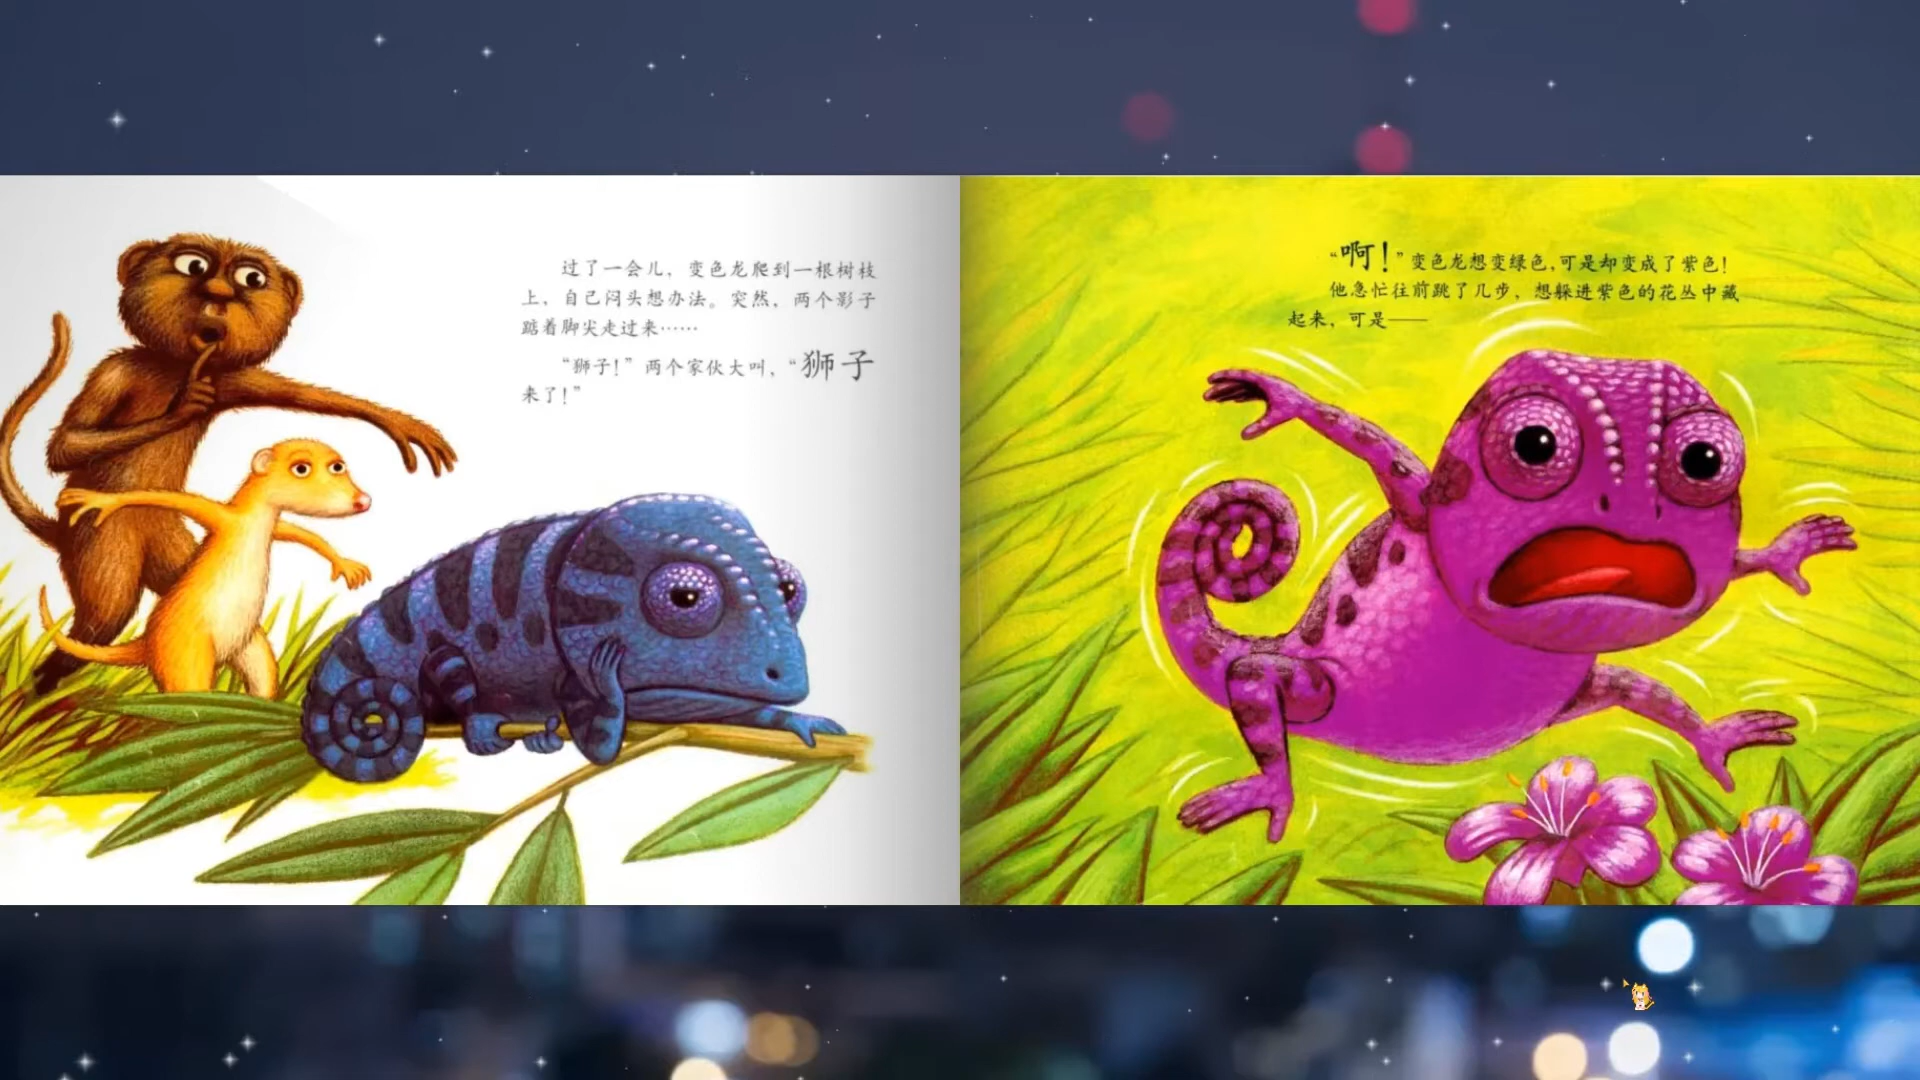 过了一会儿，变色龙爬到一根树枝
上，自己闷头想办法。突然，两个影子
踮着脚尖走过来……
“狮子！”两个家伙大叫，“狮子
来了！”
“啊！”变色龙想变绿色，可是却变成了紫色！
他急忙往前跳了几步，想躲进紫色的花丛中藏
起来，可是——